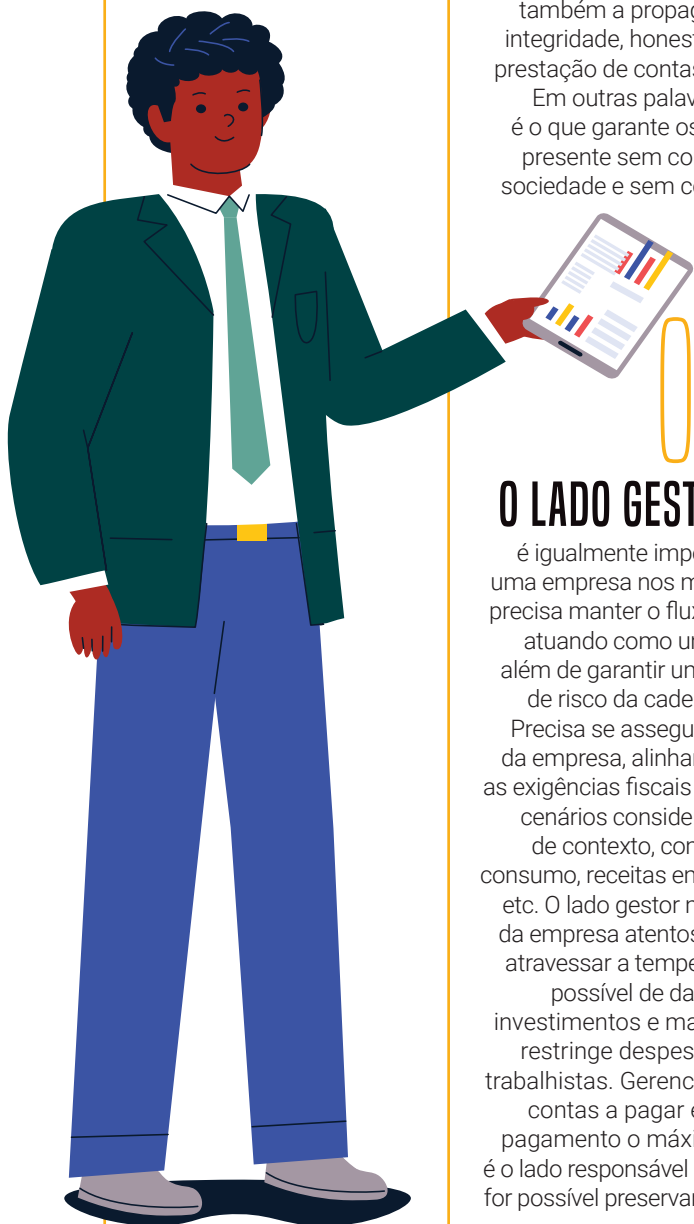 também a propag
integridade, honest
prestação de contas
Em outras palav
é o que garante os
presente sem co
sociedade e sem c
O LADO GEST
é igualmente imp
uma empresa nos m
precisa manter o flux
atuando como u
além de garantir un
de risco da cade
Precisa se assegu
da empresa, alinhar
as exigências fiscais
cenários conside
de contexto, con
consumo, receitas en
etc. O lado gestor n
da empresa atentos
atravessar a tempe
possível de da
investimentos e ma
restringe despes
trabalhistas. Gerenc
contas a pagar e
pagamento o máxi
é o lado responsável
for possível preservar